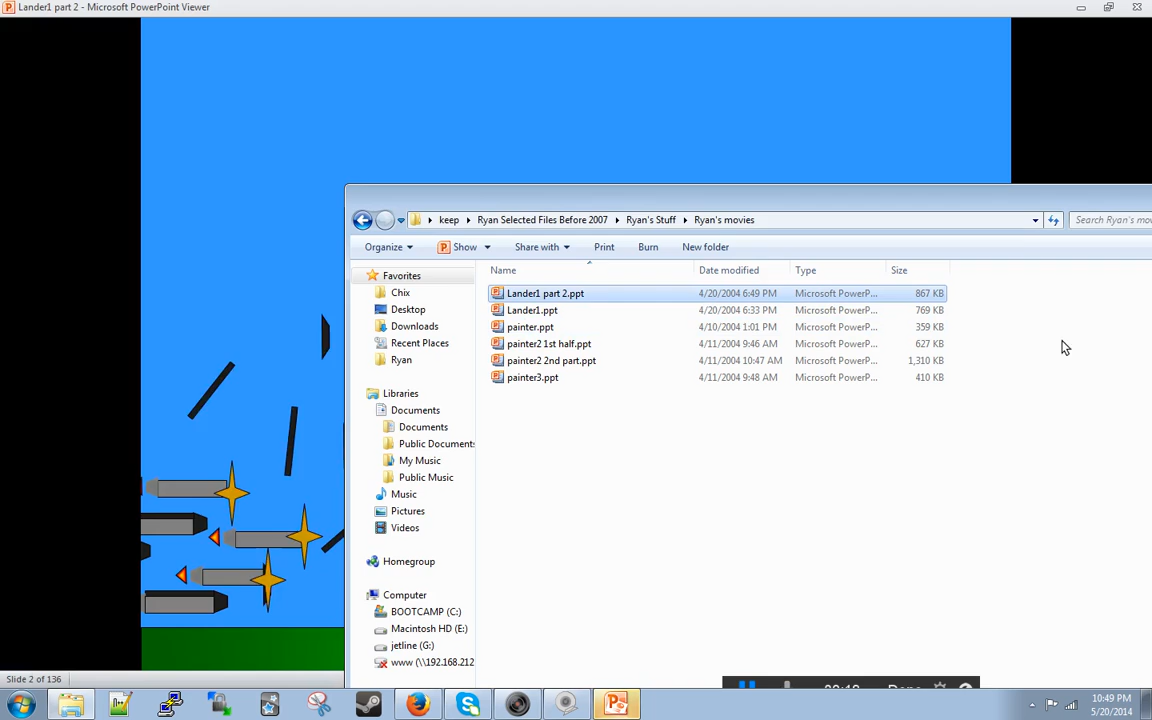 Lander1 part 2 - Microsoft PowerPoint Viewer
keep Ryan Selected Files Before 2007 Ryan's Stuff Ryan's movies
Search Ryan's mov
Organize Show Share with Print Burn New folder
Name Date modified Type Size
Lander1 part 2.ppt 4/20/2004 6:49 PM Microsoft PowerP... 867 KB
Lander1.ppt 4/20/2004 6:33 PM Microsoft PowerP... 769 KB
painter.ppt 4/10/2004 1:01 PM Microsoft PowerP... 359 KB
painter2 1st half.ppt 4/11/2004 9:46 AM Microsoft PowerP... 627 KB
painter2 2nd part.ppt 4/11/2004 10:47 AM Microsoft PowerP... 1,310 KB
painter3.ppt 4/11/2004 9:48 AM Microsoft PowerP... 410 KB
Favorites
Chix
Desktop
Downloads
Recent Places
Ryan
Libraries
Documents
Documents
Public Documents
My Music
Public Music
Music
Pictures
Videos
Homegroup
Computer
BOOTCAMP (C:)
Macintosh HD (E:)
jetline (G:)
www (\\192.168.212
Slide 2 of 136
10:49 PM
5/20/2014